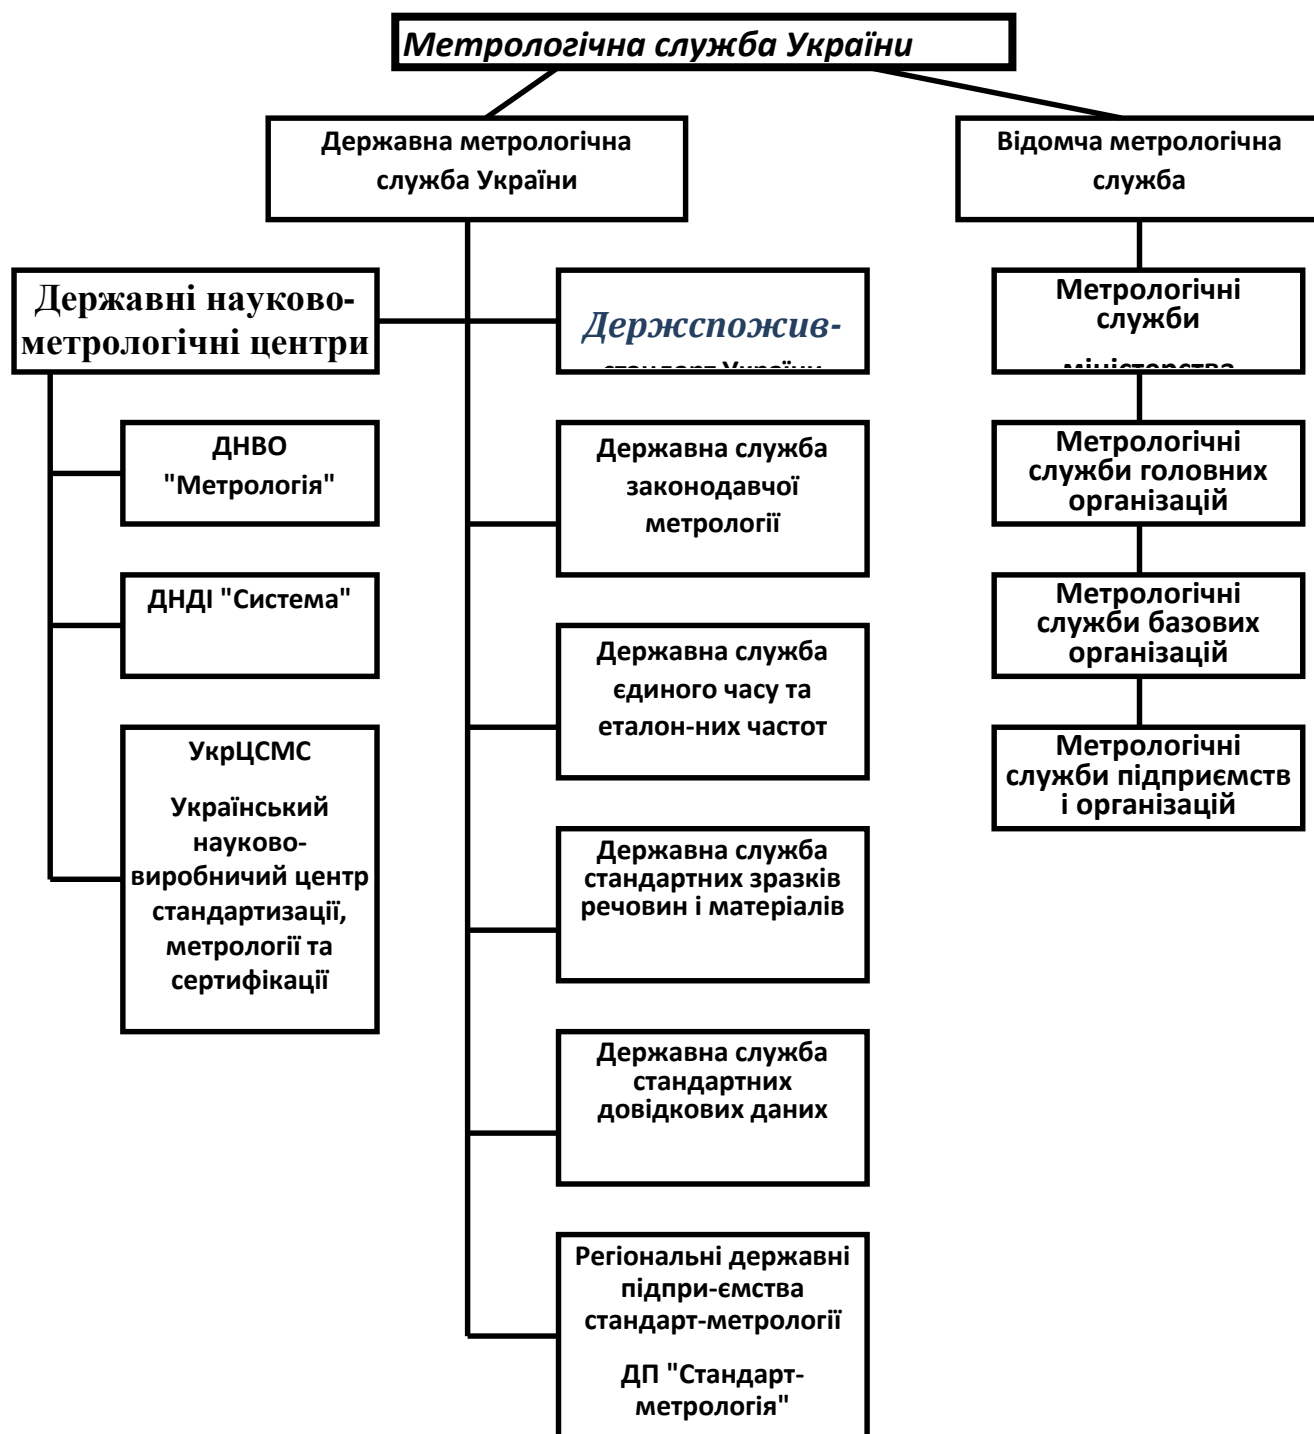 Метрологічна служба України
Державна метрологічна
служба України
Відомча метрологічна
служба
Державні науково-
метрологічні центри
Держспожив-
стандарт України
Метрологічні
служби
міністерства
ДНВО
"Метрологія"
Державна служба
законодавчої
метрології
Метрологічні
служби головних
організацій
ДНДІ "Система"
Державна служба
єдиного часу та
еталон-них частот
Метрологічні
служби базових
організацій
УкрЦСМС
Український
науково-
виробничий центр
стандартизації,
метрології та
сертифікації
Метрологічні
служби підприємств
і організацій
Державна служба
стандартних зразків
речовин і матеріалів
Державна служба
стандартних
довідкових даних
Регіональні державні
підпри-ємства
стандарт-метрології
ДП "Стандарт-
метрологія"